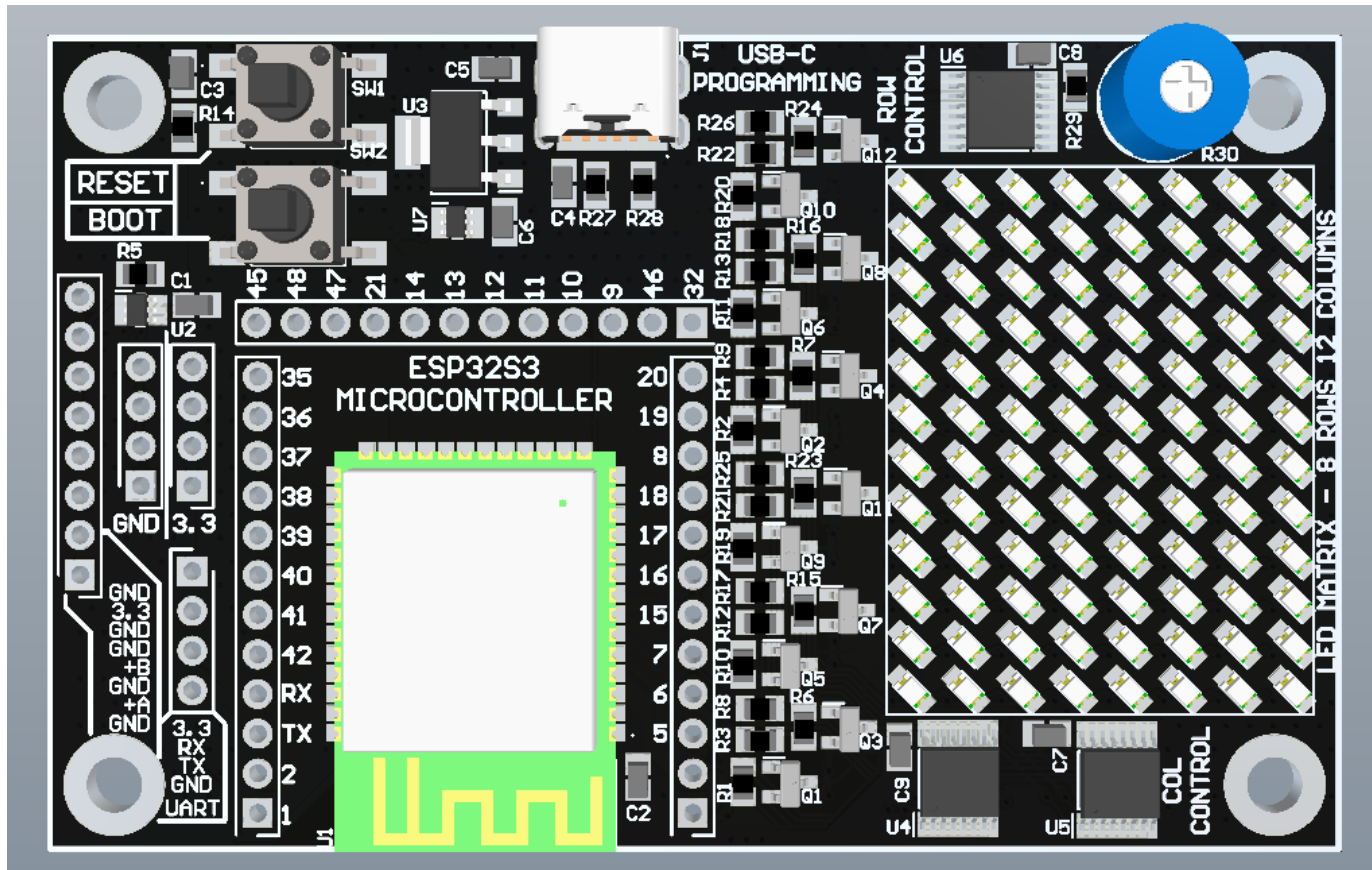 C3
R14
SW1
SW2
RESET
BOOT
C5
U3
J1
USB-C
PROGRAMMING
ROW
CONTROL
U6
C8
R29
R30
U7
C6
C4
R27
R28
R5
C1
U2
45
48
47
21
14
13
12
11
10
9
46
32
ESP32S3
MICROCONTROLLER
35
36
37
38
39
40
41
42
RX
TX
2
1
20
19
8
18
17
16
15
7
6
5
GND
3.3
GND
3.3
GND
GND
+B
GND
+A
GND
3.3
RX
TX
GND
UART
U1
C2
R26
R24
R22
Q12
R20
Q10
R18
R16
R13
Q8
R11
Q6
R9
R7
R4
Q4
R2
Q2
R25
R23
R21
Q11
R19
Q9
R17
R15
R12
Q7
R10
Q5
R8
R6
R3
Q3
R1
Q1
LED MATRIX - 8 ROWS 12 COLUMNS
C9
U4
C7
U5
COL
CONTROL